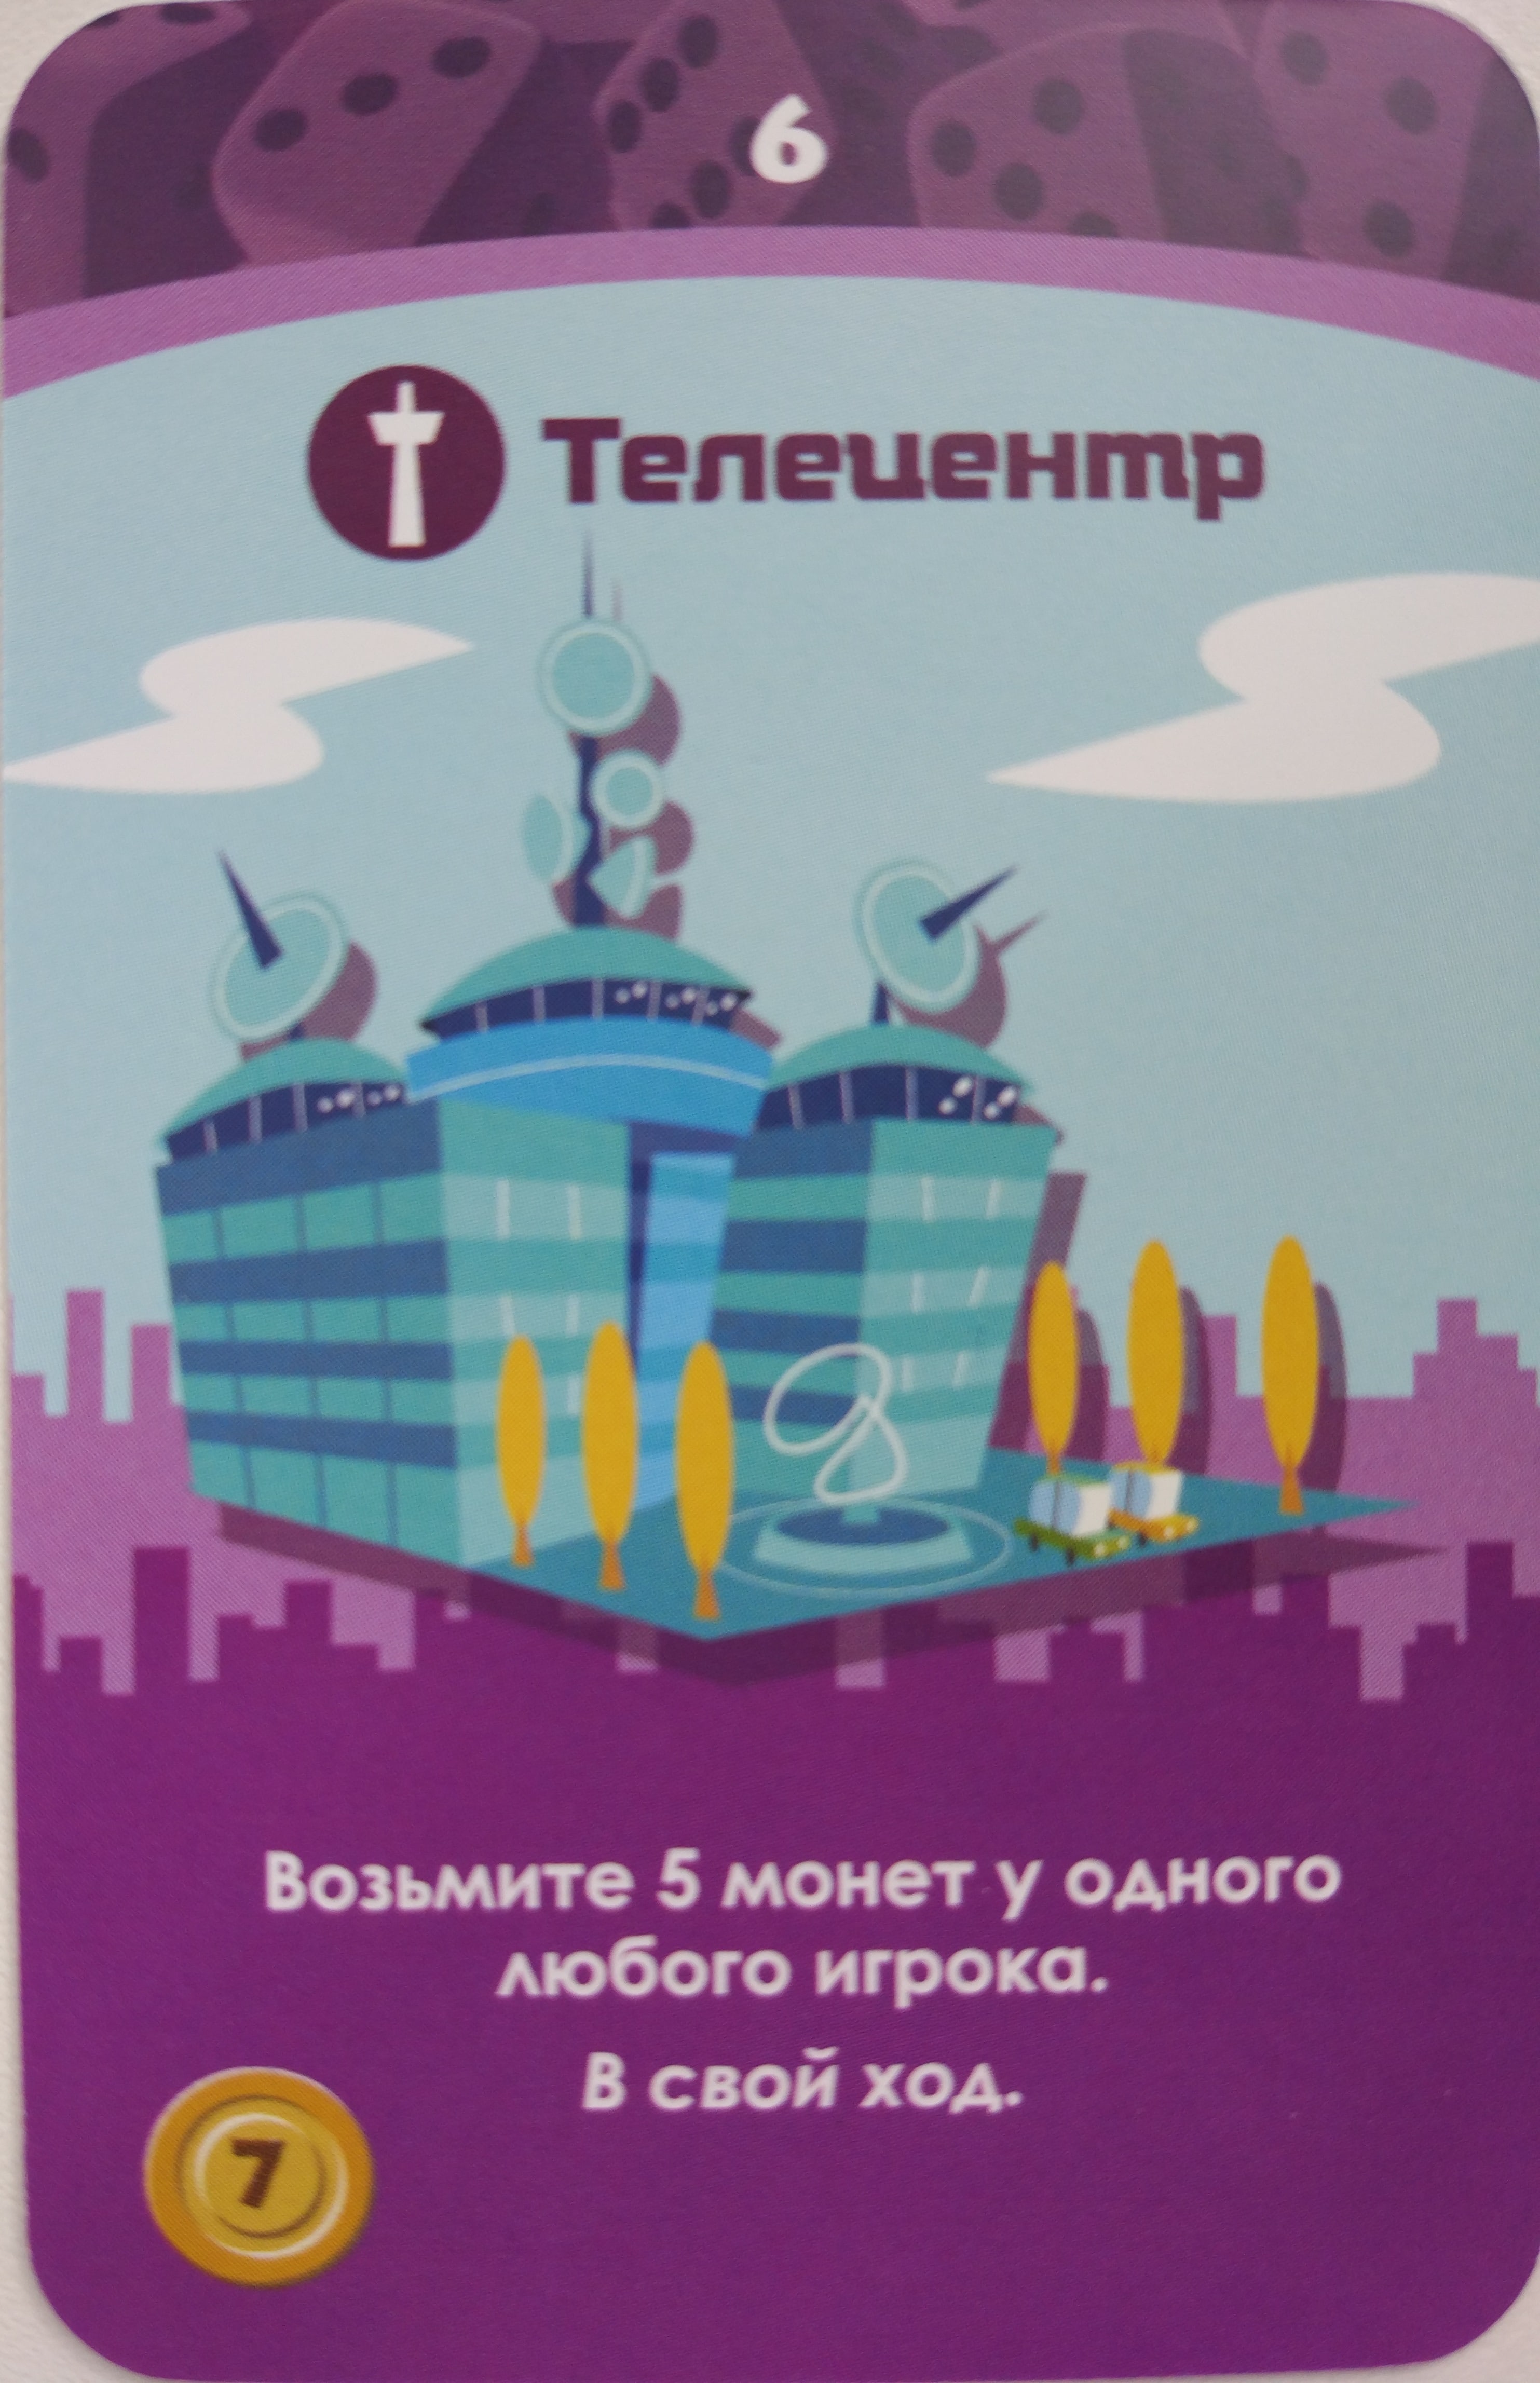 6
Телецентр
Возьмите 5 монет у одного
любого игрока.
В свой ход.
7